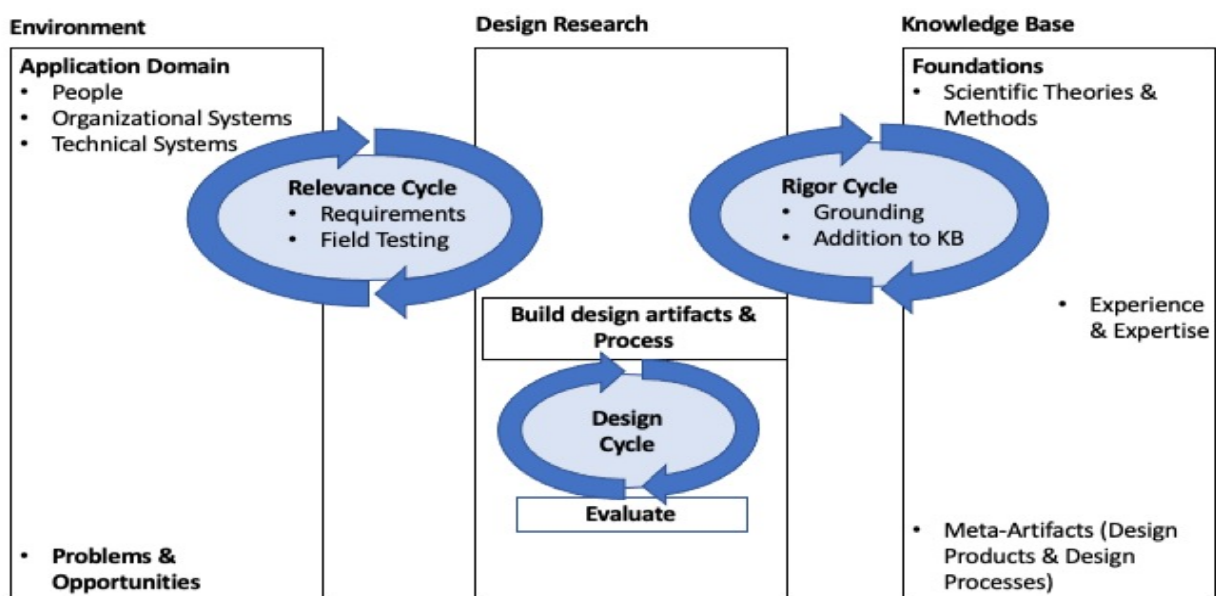 Environment
Application Domain
• People
• Organizational Systems
• Technical Systems
Relevance Cycle
• Requirements
• Field Testing
• Problems &
Opportunities
Design Research
Build design artifacts &
Process
Design
Cycle
Evaluate
Knowledge Base
Foundations
• Scientific Theories &
Methods
Rigor Cycle
• Grounding
• Addition to KB
• Experience
& Expertise
• Meta-Artifacts (Design
Products & Design
Processes)